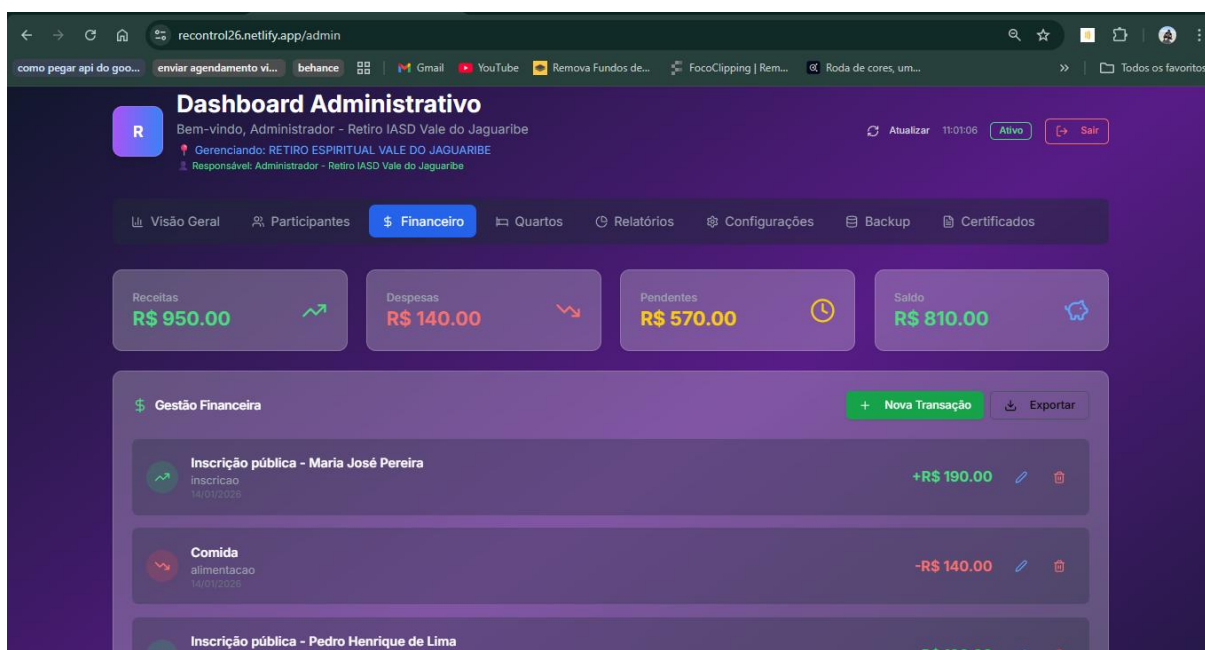 recontrol26.netlify.app/admin
como pegar api do goo... enviar agendamento vi... behance Gmail YouTube Remova Fundos de... FocoClipping | Rem... Roda de cores, um... » Todos os favoritos
Dashboard Administrativo
R
Bem-vindo, Administrador - Retiro IASD Vale do Jaguaribe
Gerenciando: RETIRO ESPIRITUAL VALE DO JAGUARIBE
Responsável: Administrador - Retiro IASD Vale do Jaguaribe
Atualizar 11:01:06 Ativo Sair
Visão Geral Participantes Financeiro Quartos Relatórios Configurações Backup Certificados
Receitas
R$ 950.00
Despesas
R$ 140.00
Pendentes
R$ 570.00
Saldo
R$ 810.00
$ Gestão Financeira
+ Nova Transação Exportar
Inscrição pública - Maria José Pereira
inscricao
14/01/2026
+R$ 190.00
Comida
alimentacao
14/01/2026
-R$ 140.00
Inscrição pública - Pedro Henrique de Lima